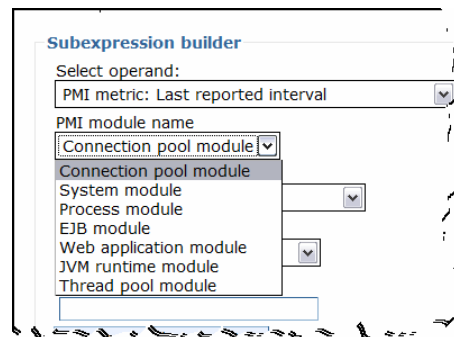 Subexpression builder
Select operand:
PMI metric: Last reported interval
PMI module name
Connection pool module
Connection pool module
System module
Process module
EJB module
Web application module
JVM runtime module
Thread pool module